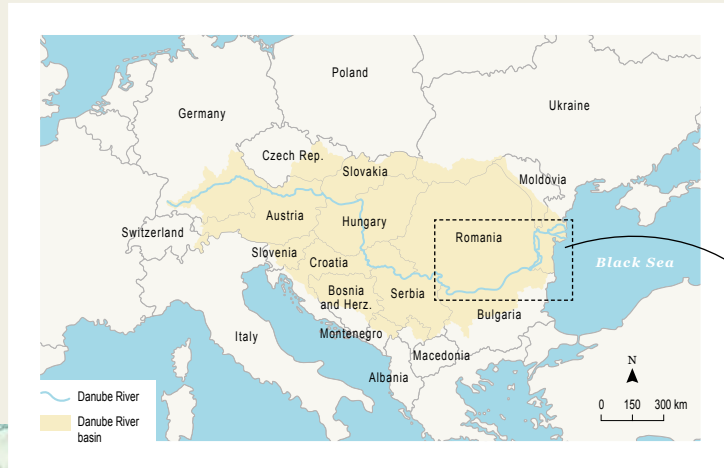 Poland
Ukraine
Germany
Czech Rep.
Slovakia
Moldovia
Austria
Hungary
Romania
Switzerland
Slovenia
Croatia
Black Sea
Bosnia
and Herz.
Serbia
Bulgaria
Italy
Montenegro
Macedonia
Albania
N
0 150 300 km
Danube River
Danube River
basin